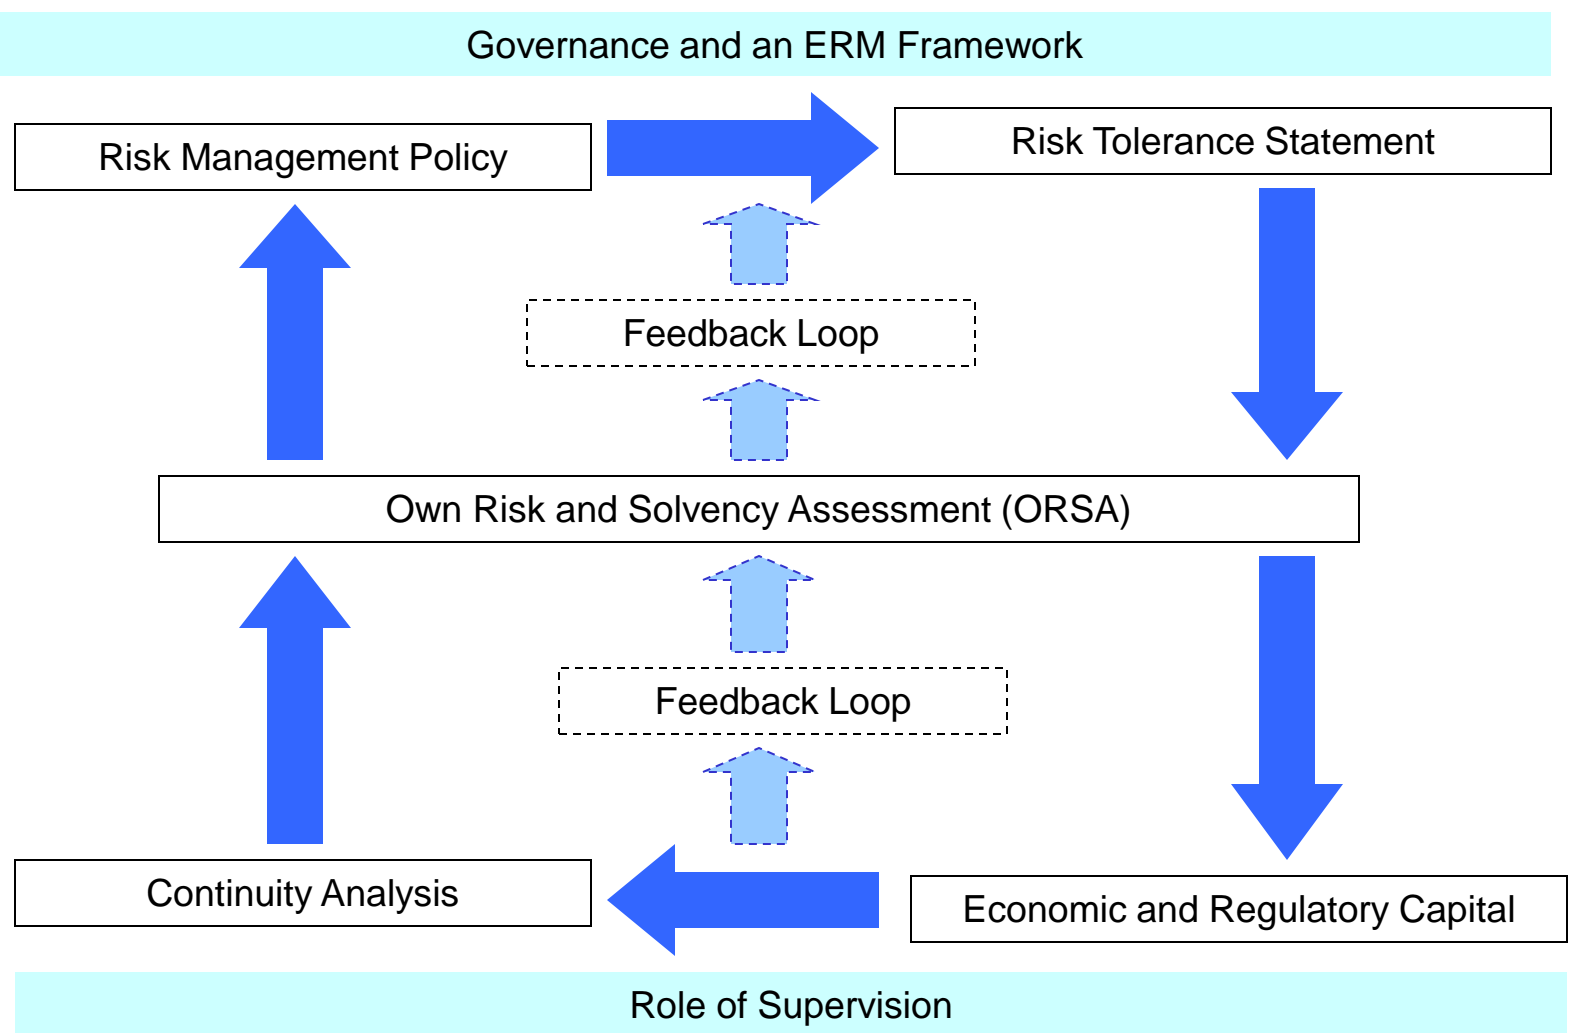 Governance and an ERM Framework
Risk Management Policy
Risk Tolerance Statement
Feedback Loop
Own Risk and Solvency Assessment (ORSA)
Feedback Loop
Continuity Analysis
Economic and Regulatory Capital
Role of Supervision